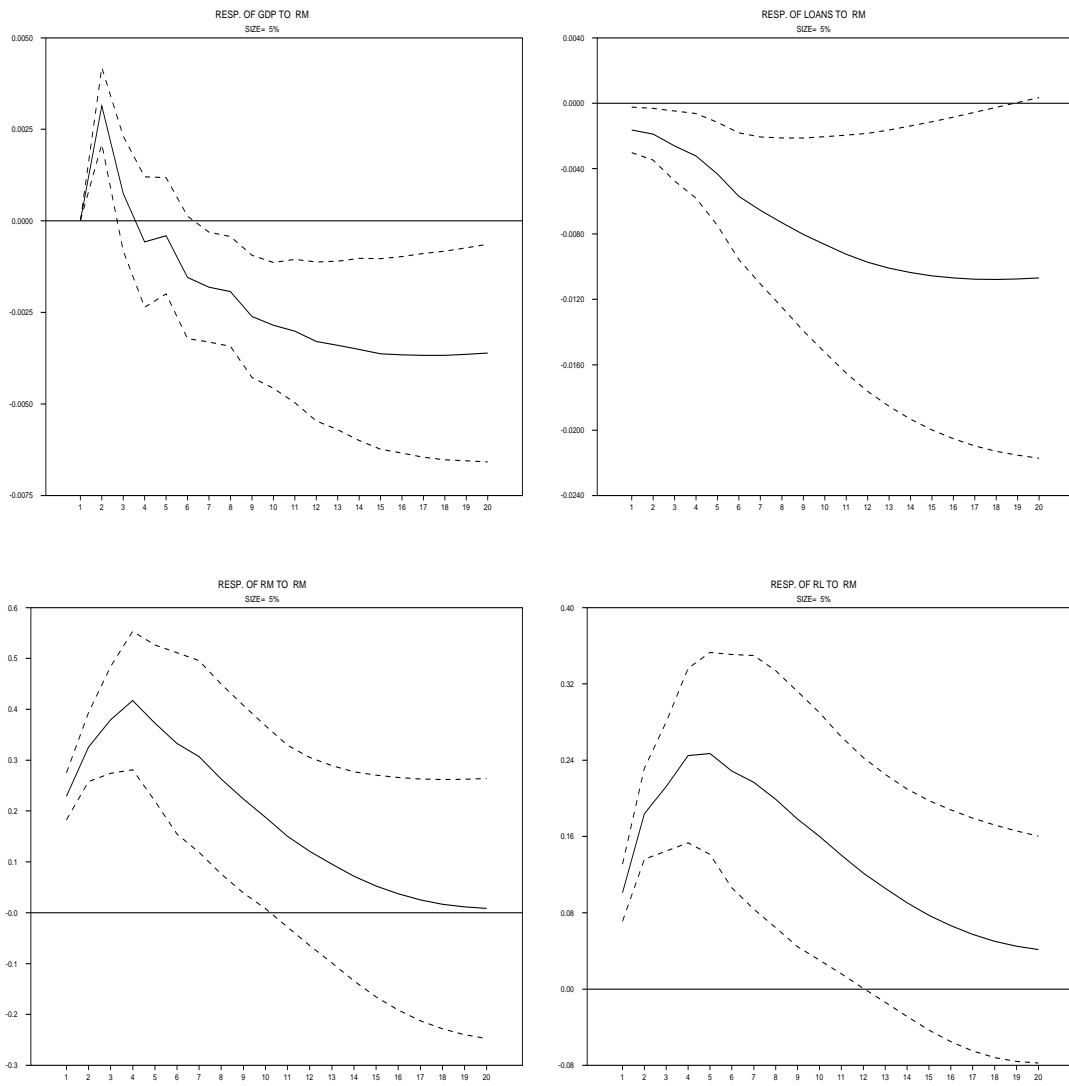 RESP. OF GDP TO RM
SIZE= 5%
0.0050
0.0025
0.0000
-0.0025
-0.0050
-0.0075
1 2 3 4 5 6 7 8 9 10 11 12 13 14 15 16 17 18 19 20
RESP. OF LOANS TO RM
SIZE= 5%
0.0040
0.0000
-0.0040
-0.0080
-0.0120
-0.0160
-0.0200
-0.0240
1 2 3 4 5 6 7 8 9 10 11 12 13 14 15 16 17 18 19 20
RESP. OF RM TO RM
SIZE= 5%
0.6
0.5
0.4
0.3
0.2
0.1
-0.0
-0.1
-0.2
-0.3
1 2 3 4 5 6 7 8 9 10 11 12 13 14 15 16 17 18 19 20
RESP. OF RL TO RM
SIZE= 5%
0.40
0.32
0.24
0.16
0.08
0.00
-0.08
1 2 3 4 5 6 7 8 9 10 11 12 13 14 15 16 17 18 19 20